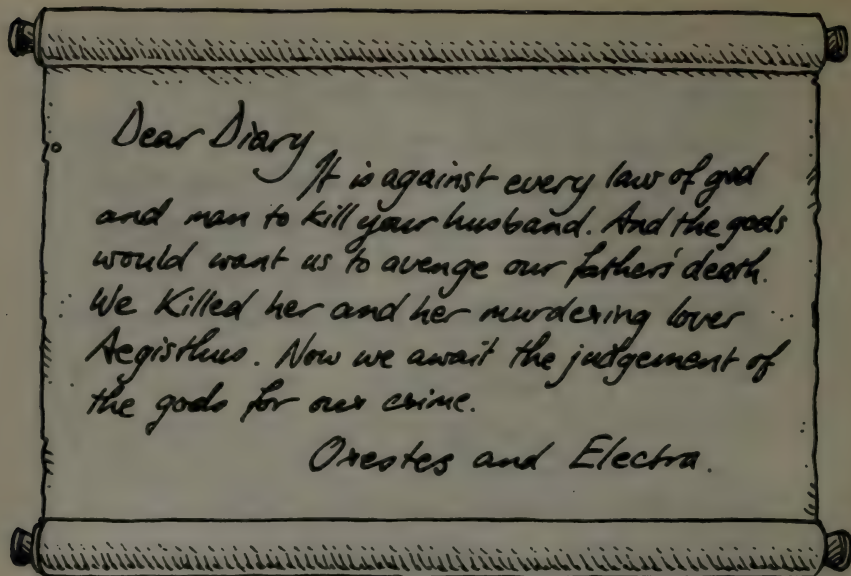 Dear Diary
It is against every law of god
and man to kill your husband. And the gods
would want us to avenge our fathers' death.
We Killed her and her murdering lover
Aegisthus. Now we await the judgement of
the gods for our crime.
Orestes and Electra.